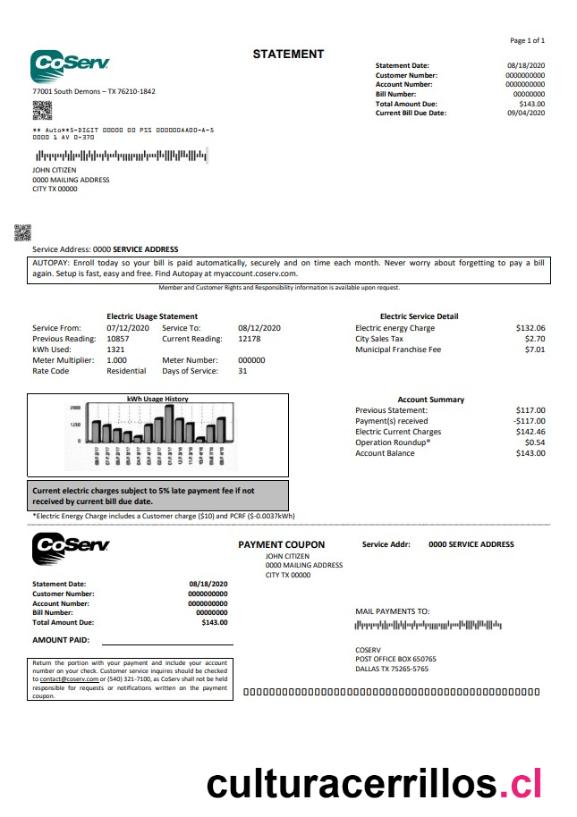 Page 1 of 1
STATEMENT
CoServ
77001 South Demons – TX 76210-1842
Statement Date: 08/18/2020
Customer Number: 0000000000
Account Number: 0000000000
Bill Number: 00000000
Total Amount Due: $143.00
Current Bill Due Date: 09/04/2020
** Auto**S-DIGIT 00000 00 PSS 000000AA00-A-S
0000 1 AV 0-370
JOHN CITIZEN
0000 MAILING ADDRESS
CITY TX 00000
Service Address: 0000 SERVICE ADDRESS
AUTOPAY: Enroll today so your bill is paid automatically, securely and on time each month. Never worry about forgetting to pay a bill
again. Setup is fast, easy and free. Find Autopay at myaccount.coserv.com.
Member and Customer Rights and Responsibility information is available upon request.
Electric Usage Statement
Service From: 07/12/2020 Service To: 08/12/2020
Previous Reading: 10857 Current Reading: 12178
kWh Used: 1321
Meter Multiplier: 1.000 Meter Number: 000000
Rate Code Residential Days of Service: 31
Electric Service Detail
Electric energy Charge $132.06
City Sales Tax $2.70
Municipal Franchise Fee $7.01
kWh Usage History
Account Summary
Previous Statement: $117.00
Payment(s) received -$117.00
Electric Current Charges $142.46
Operation Roundup* $0.54
Account Balance $143.00
Current electric charges subject to 5% late payment fee if not
received by current bill due date.
*Electric Energy Charge includes a Customer charge ($10) and PCRF ($-0.0037kWh)
CoServ
PAYMENT COUPON
JOHN CITIZEN
0000 MAILING ADDRESS
CITY TX 00000
Service Addr: 0000 SERVICE ADDRESS
Statement Date: 08/18/2020
Customer Number: 0000000000
Account Number: 0000000000
Bill Number: 00000000
Total Amount Due: $143.00
AMOUNT PAID:
MAIL PAYMENTS TO:
COSERV
POST OFFICE BOX 650765
DALLAS TX 75265-5765
Return the portion with your payment and include your account
number on your check. Customer service inquires should be checked
to contact@coserv.com or (540) 321-7100, as CoServ shall not be held
responsible for requests or notifications written on the payment
coupon.
culturacerrillos.cl